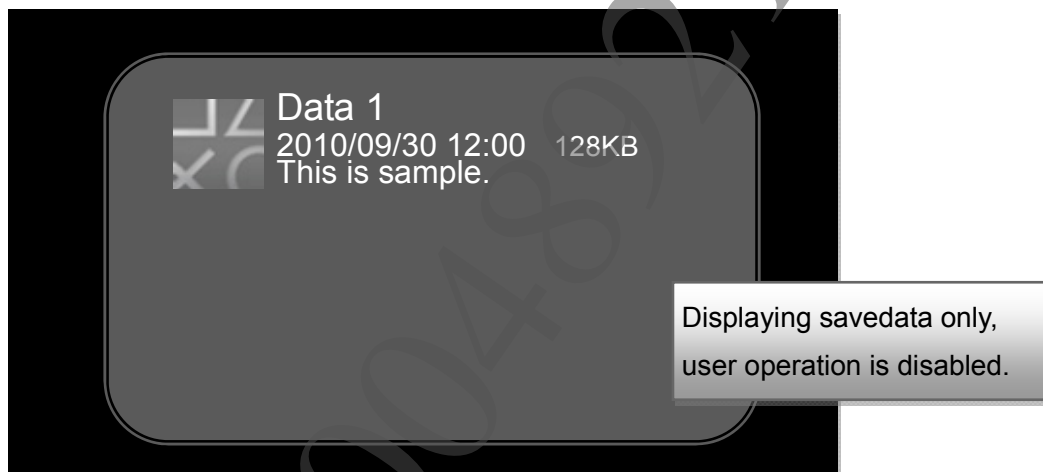 Data 1
2010/09/30 12:00 128KB
This is sample.
Displaying savedata only,
user operation is disabled.